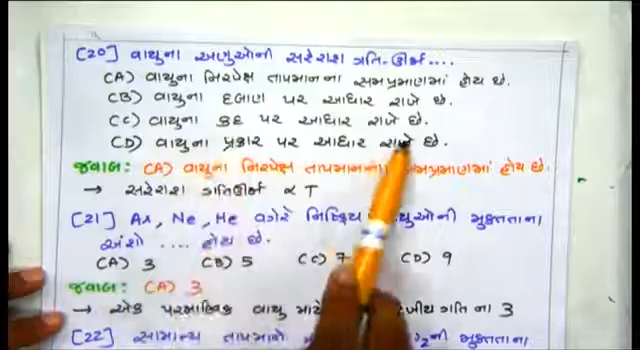 [20] વાયુના અણુઓની સરેરાશ ગતિ-ઊર્જા....
(A) વાયુના નિરપેક્ષ તાપમાનના સમપ્રમાણમાં હોય છે.
(B) વાયુના દબાણ પર આધાર રાખે છે.
(C) વાયુના કદ પર આધાર રાખે છે.
(D) વાયુના પ્રકાર પર આધાર રાખે છે.
જવાબ: (A) વાયુના નિરપેક્ષ તાપમાનના સમપ્રમાણમાં હોય છે.
→ સરેરાશ ગતિઊર્જા ∝ T
[21] Ar, Ne, He વગેરે નિષ્ક્રિય વાયુઓની મુક્તતાના
અંશો .... હોય છે.
(A) 3 (B) 5 (C) 7 (D) 9
જવાબ: (A) 3
→ એક પરમાણ્વિક વાયુ ગતિ ના 3
[22] સામાન્ય તાપમાને ની મુક્તતાના